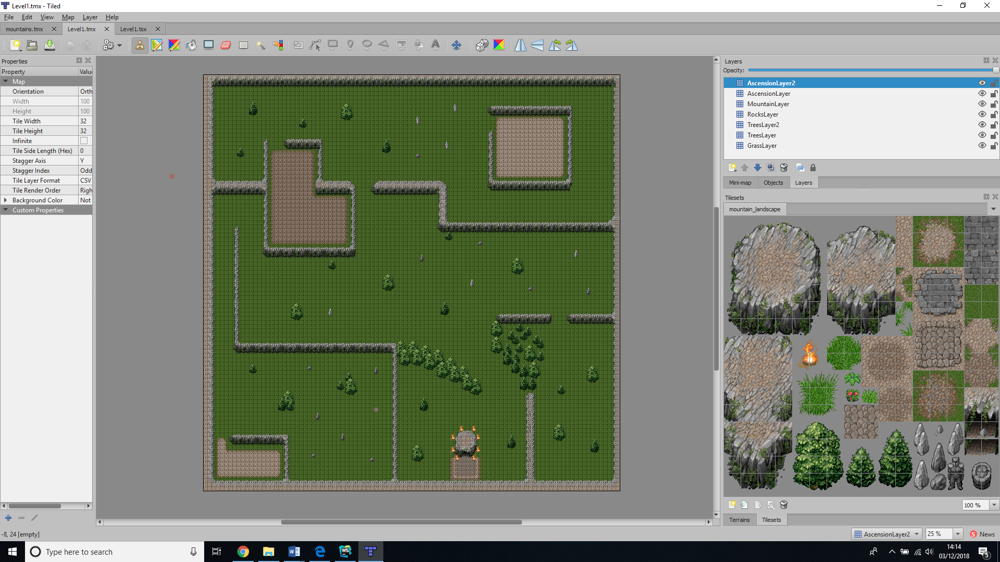 Level1.tmx - Tiled
File Edit View Map Layer Help
mountains.tmx Level1.tmx Level1.tsx
Properties
Property Valu
Map
Orientation Orth
Width 100
Height 100
Tile Width 32
Tile Height 32
Infinite
Tile Side Length (Hex) 0
Stagger Axis Y
Stagger Index Odd
Tile Layer Format CSV
Tile Render Order Righ
Background Color Not
Custom Properties
Layers
Opacity:
AscensionLayer2
AscensionLayer
MountainLayer
RocksLayer
TreesLayer2
TreesLayer
GrassLayer
Mini-map Objects Layers
Tilesets
mountain_landscape
100 %
Terrains Tilesets
-8, 24 [empty]
AscensionLayer2 25 % 5 News
Type here to search
14:14
03/12/2018
5